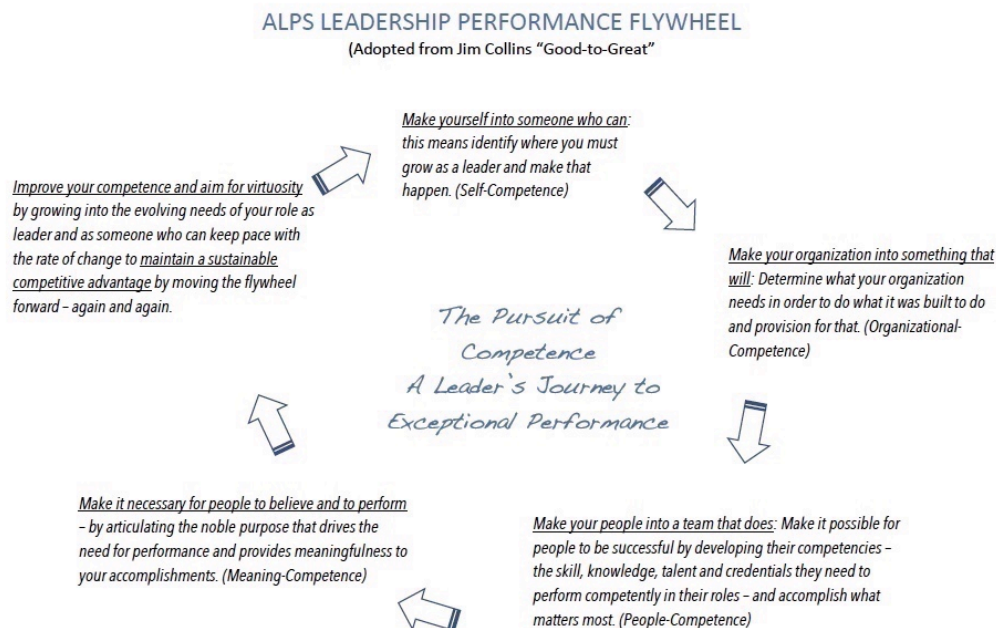 ALPS LEADERSHIP PERFORMANCE FLYWHEEL
(Adopted from Jim Collins “Good-to-Great”
Make yourself into someone who can:
this means identify where you must
grow as a leader and make that
happen. (Self-Competence)
Improve your competence and aim for virtuosity
by growing into the evolving needs of your role as
leader and as someone who can keep pace with
the rate of change to maintain a sustainable
competitive advantage by moving the flywheel
forward – again and again.
Make your organization into something that
will: Determine what your organization
needs in order to do what it was built to do
and provision for that. (Organizational-
Competence)
The Pursuit of
Competence
A Leader's Journey to
Exceptional Performance
Make it necessary for people to believe and to perform
– by articulating the noble purpose that drives the
need for performance and provides meaningfulness to
your accomplishments. (Meaning-Competence)
Make your people into a team that does: Make it possible for
people to be successful by developing their competencies –
the skill, knowledge, talent and credentials they need to
perform competently in their roles – and accomplish what
matters most. (People-Competence)